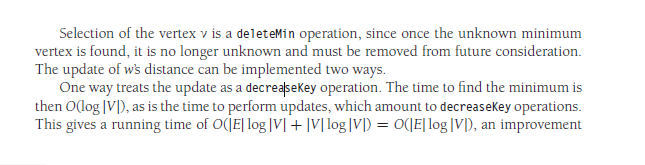 Selection of the vertex v is a deleteMin operation, since once the unknown minimum
vertex is found, it is no longer unknown and must be removed from future consideration.
The update of w's distance can be implemented two ways.
One way treats the update as a decreaseKey operation. The time to find the minimum is
then O(log |V|), as is the time to perform updates, which amount to decreaseKey operations.
This gives a running time of O(|E| log |V| + |V| log |V|) = O(|E| log |V|), an improvement